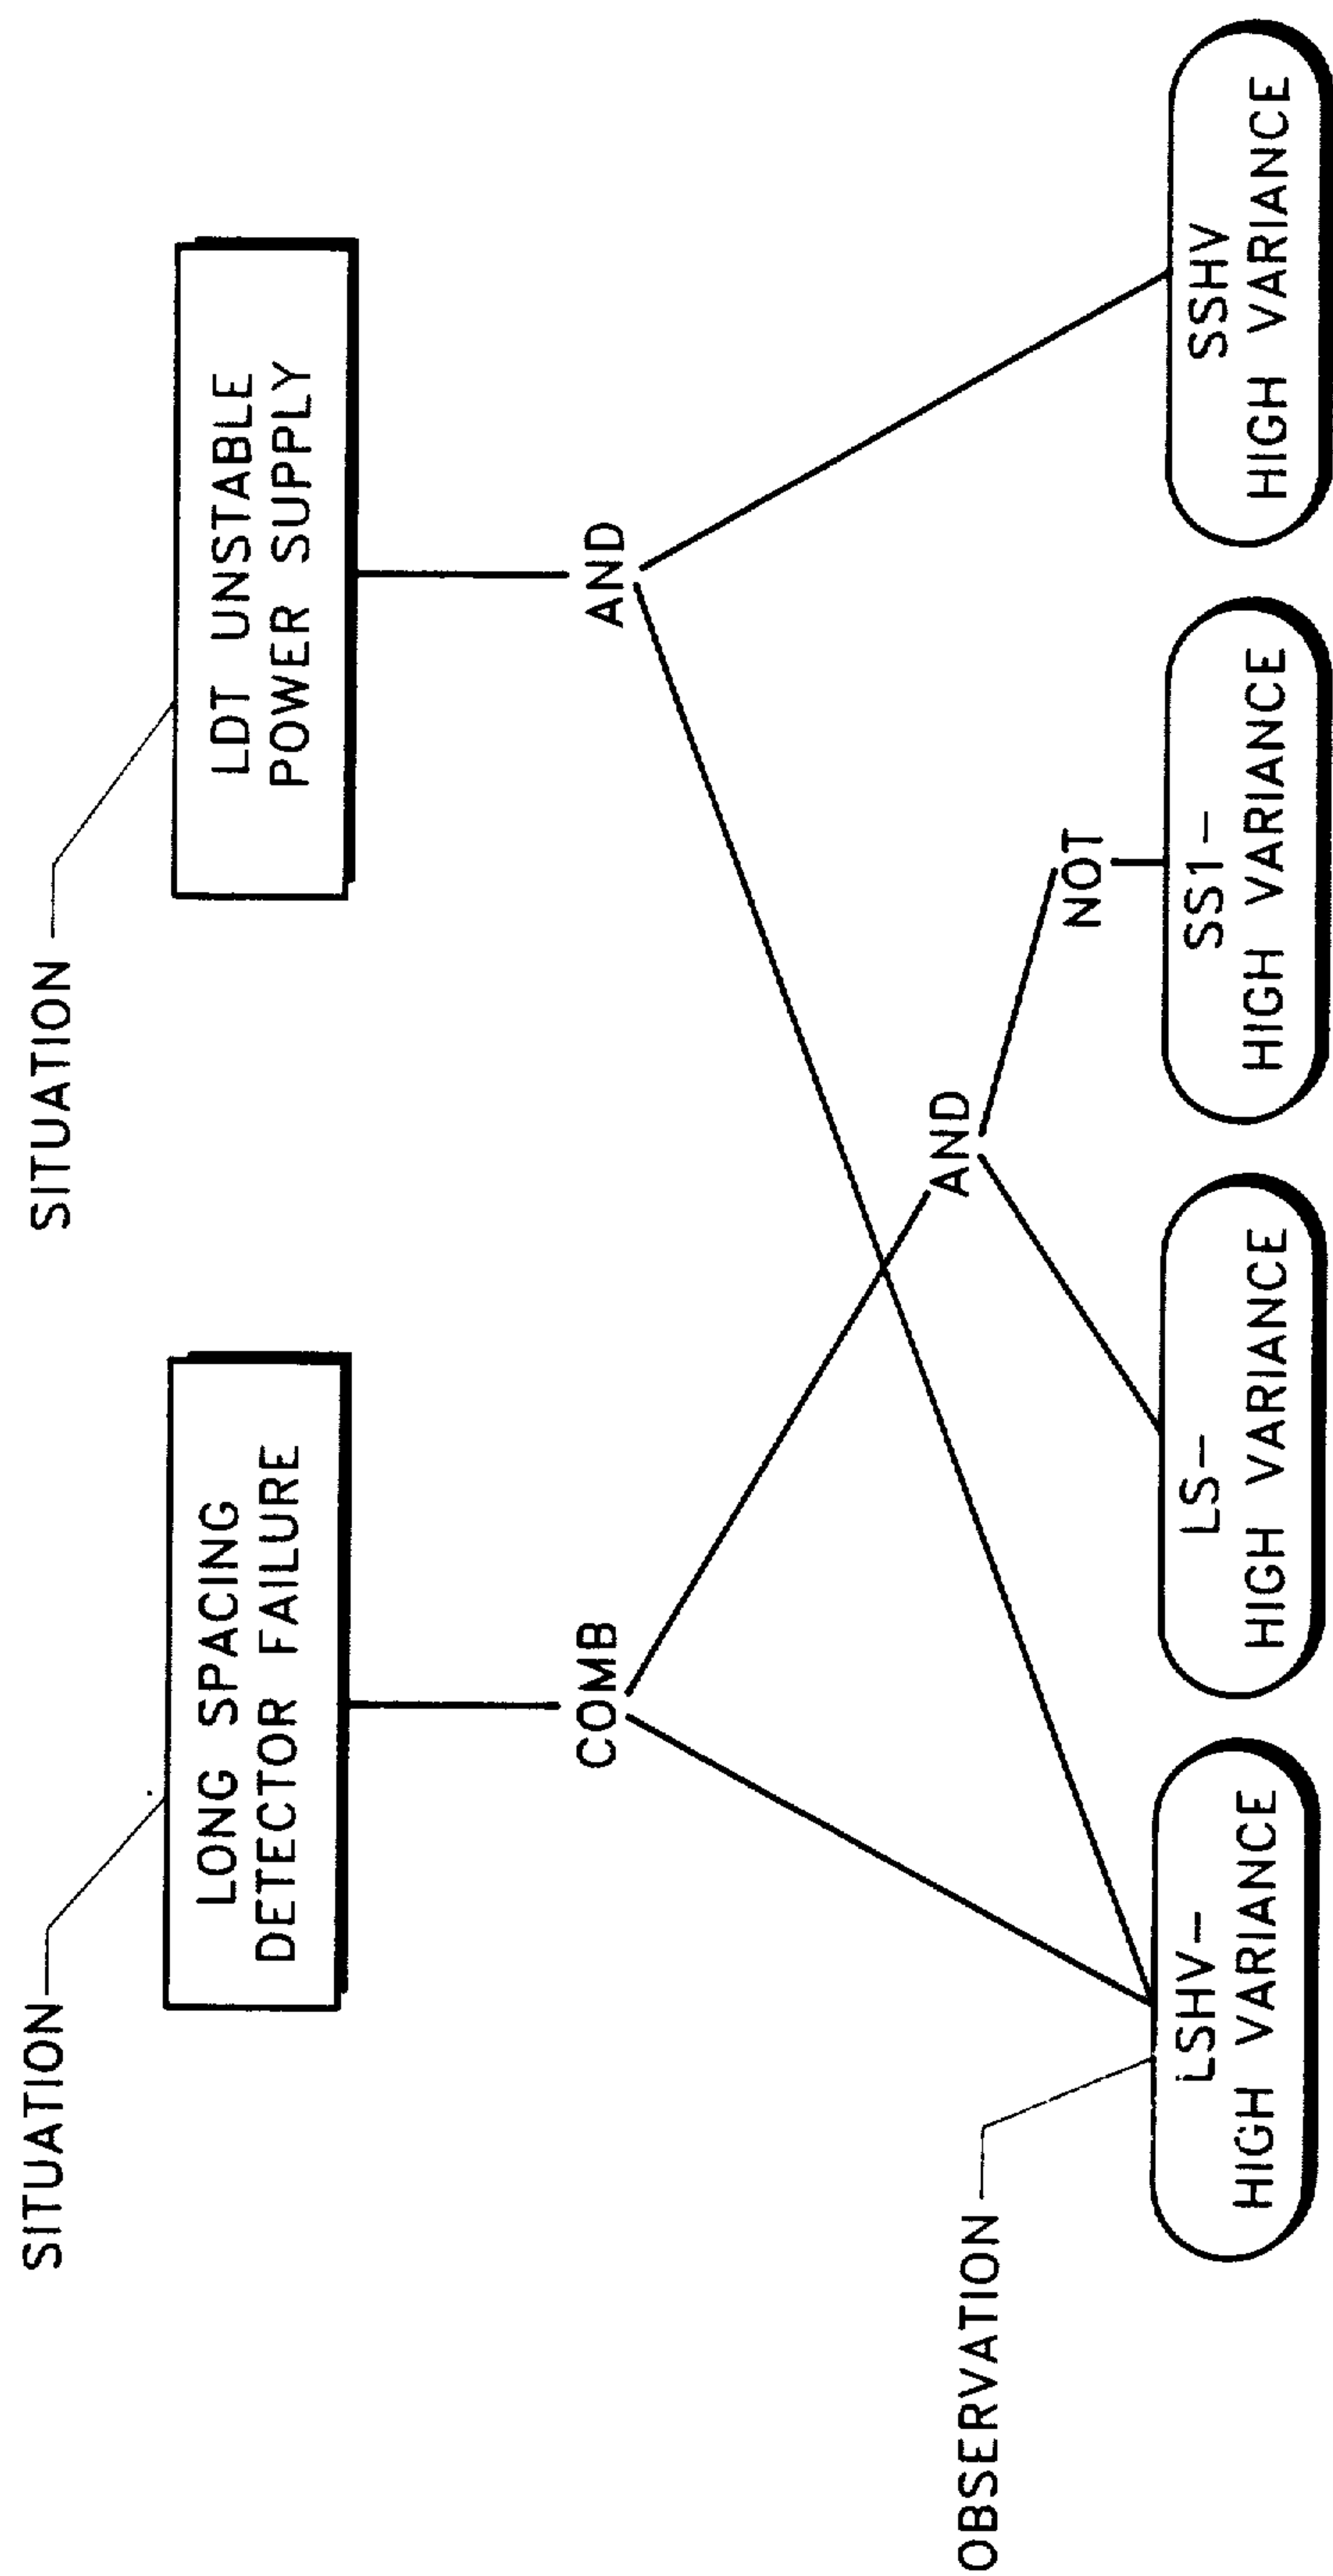 SITUATION
SITUATION
LONG SPACING
DETECTOR FAILURE
LDT UNSTABLE
POWER SUPPLY
COMB
AND
AND
NOT
OBSERVATION
LSHV-
HIGH VARIANCE
LS-
HIGH VARIANCE
SS1-
HIGH VARIANCE
SSHV
HIGH VARIANCE